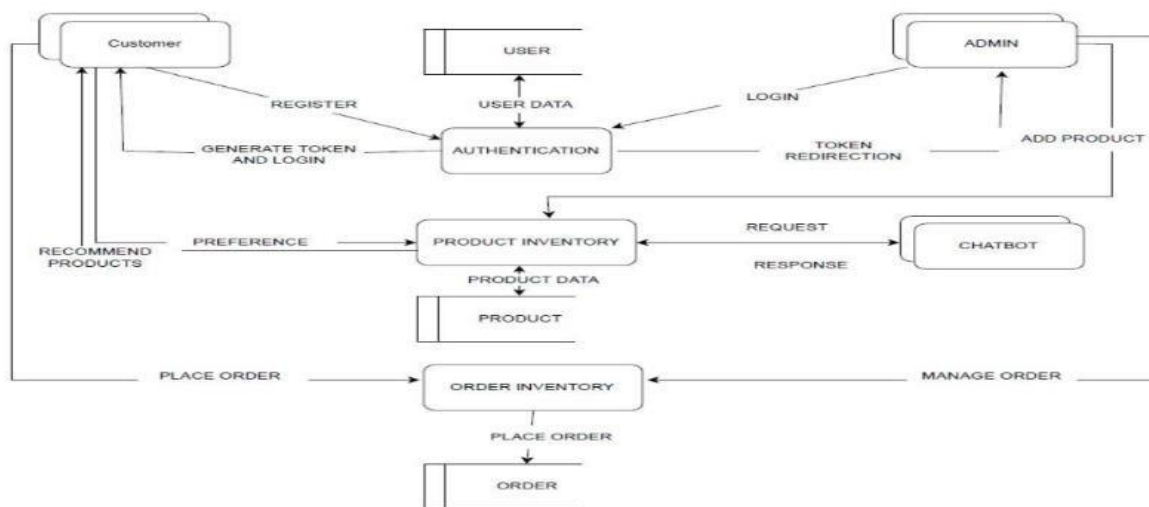 Customer
USER
ADMIN
REGISTER
USER DATA
LOGIN
GENERATE TOKEN
AND LOGIN
AUTHENTICATION
TOKEN
REDIRECTION
ADD PRODUCT
RECOMMEND
PRODUCTS
PREFERENCE
PRODUCT INVENTORY
REQUEST
RESPONSE
CHATBOT
PRODUCT DATA
PRODUCT
PLACE ORDER
ORDER INVENTORY
MANAGE ORDER
PLACE ORDER
ORDER